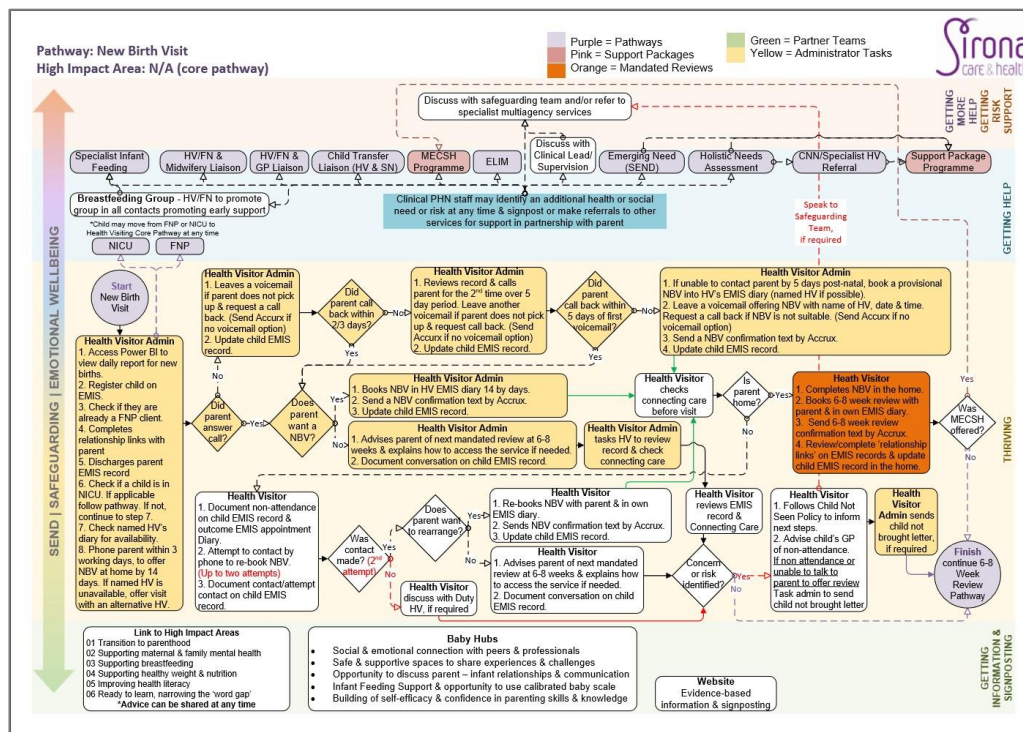 Pathway: New Birth Visit
High Impact Area: N/A (core pathway)
Purple = Pathways
Pink = Support Packages
Orange = Mandated Reviews
Green = Partner Teams
Yellow = Administrator Tasks
Sirona
care & health
SEND | SAFEGUARDING | EMOTIONAL WELLBEING
GETTING
MORE
HELP
GETTING
RISK
SUPPORT
Discuss with safeguarding team and/or refer to
specialist multiagency services
Discuss with
Clinical Lead/
Supervision
Specialist Infant
Feeding
HV/FN &
Midwifery Liaison
HV/FN &
GP Liaison
Child Transfer
Liaison (HV & SN)
MECSH
Programme
ELIM
Emerging Need
(SEND)
Holistic Needs
Assessment
CNN/Specialist HV
Referral
Support Package
Programme
GETTING HELP
Breastfeeding Group - HV/FN to promote
group in all contacts promoting early support
Clinical PHN staff may identify an additional health or social
need or risk at any time & signpost or make referrals to other
services for support in partnership with parent
Speak to
Safeguarding
Team,
if required
*Child may move from FNP or NICU to
Health Visiting Core Pathway at any time
NICU
FNP
Start
New Birth
Visit
Health Visitor Admin
1. Access Power BI to
view daily report for new
births.
2. Register child on
EMIS.
3. Check if they are
already a FNP client.
4. Completes
relationship links with
parent
5. Discharges parent
EMIS record
6. Check if a child is in
NICU. If applicable
follow pathway. If not,
continue to step 7.
7. Check named HV's
diary for availability.
8. Phone parent within 3
working days, to offer
NBV at home by 14
days. If named HV is
unavailable, offer visit
with an alternative HV.
Health Visitor Admin
1. Leaves a voicemail
if parent does not pick
up & request a call
back. (Send Accurx if
no voicemail option)
2. Update child EMIS
record.
Did
parent call
back within
2/3 days?
No
Yes
Health Visitor Admin
1. Reviews record & calls
parent for the 2nd time over
5 day period. Leave another
voicemail if parent does not
pick up & request call back.
(Send Accurx if no voicemail
option)
2. Update child EMIS record.
Did
parent
call back within
5 days of first
voicemail?
No
Yes
Health Visitor Admin
1. If unable to contact parent by 5 days post-natal, book a provisional
NBV into HV's EMIS diary (named HV if possible).
2. Leave a voicemail offering NBV with name of HV, date & time.
Request a call back if NBV is not suitable. (Send Accurx if no
voicemail option)
3. Send a NBV confirmation text by Accurx.
4. Update child EMIS record.
No
Did
parent
answer
call?
Yes
Does
parent
want a
NBV?
Yes
No
Health Visitor Admin
1. Books NBV in HV EMIS diary 14 by days.
2. Send a NBV confirmation text by Accrux.
3. Update child EMIS record.
Health Visitor Admin
1. Advises parent of next mandated review at 6-8
weeks & explains how to access the service if needed.
2. Document conversation on child EMIS record.
Health Visitor Admin
tasks HV to review
record & check
connecting care
Health Visitor
checks
connecting care
before visit
Is
parent
home?
Yes
No
Heath Visitor
1. Completes NBV in the home.
2. Books 6-8 week review with
parent & in own EMIS diary.
3. Send 6-8 week review
confirmation text by Accurx.
4. Review/complete 'relationship
links' on EMIS records & update
child EMIS record in the home.
Yes
Was
MECSH
offered?
No
THRIVING
Health Visitor
1. Document non-attendance
on child EMIS record &
outcome EMIS appointment
Diary.
2. Attempt to contact by
phone to re-book NBV.
(Up to two attempts)
3. Document contact/attempt
contact on child EMIS
record.
Was
contact
made? (2nd
attempt)
Yes
No
Does
parent want
to rearrange?
Yes
No
Health Visitor
1. Re-books NBV with parent & in own
EMIS diary.
2. Sends NBV confirmation text by Accrux.
3. Update child EMIS record.
Health Visitor
1. Advises parent of next mandated
review at 6-8 weeks & explains how
to access the service if needed.
2. Document conversation on child
EMIS record.
Health Visitor
discuss with Duty
HV, if required
Health Visitor
reviews EMIS
record &
Connecting Care
Concern
or risk
identified?
Yes
No
Health Visitor
1. Follows Child Not
Seen Policy to inform
next steps.
2. Advise child's GP
of non-attendance.
If non attendance or
unable to talk to
parent to offer review
Task admin to send
child not brought letter
Health
Visitor
Admin sends
child not
brought letter,
if required
Finish
continue 6-8
Week
Review
Pathway
Link to High Impact Areas
01 Transition to parenthood
02 Supporting maternal & family mental health
03 Supporting breastfeeding
04 Supporting healthy weight & nutrition
05 Improving health literacy
06 Ready to learn, narrowing the 'word gap'
*Advice can be shared at any time
Baby Hubs
• Social & emotional connection with peers & professionals
• Safe & supportive spaces to share experiences & challenges
• Opportunity to discuss parent – infant relationships & communication
• Infant Feeding Support & opportunity to use calibrated baby scale
• Building of self-efficacy & confidence in parenting skills & knowledge
Website
Evidence-based
information & signposting
GETTING
INFORMATION &
SIGNPOSTING